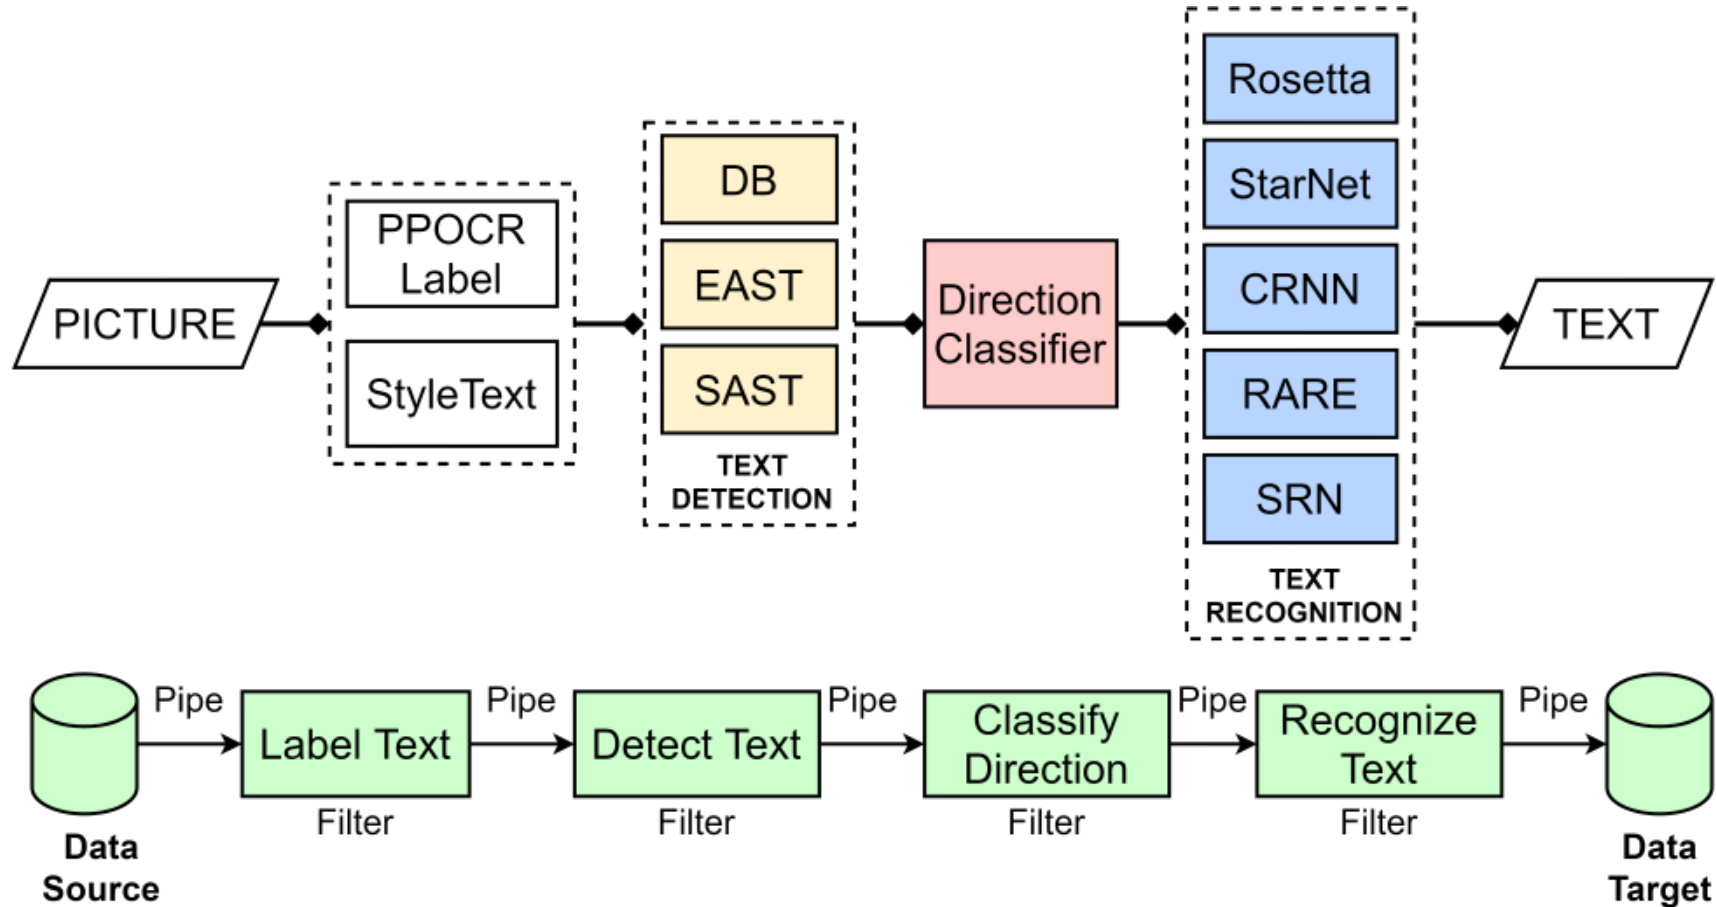 PICTURE
PPOCR
Label
StyleText
DB
EAST
SAST
TEXT
DETECTION
Direction
Classifier
Rosetta
StarNet
CRNN
RARE
SRN
TEXT
RECOGNITION
TEXT
Data
Source
Pipe
Label Text
Filter
Pipe
Detect Text
Filter
Pipe
Classify
Direction
Filter
Pipe
Recognize
Text
Filter
Pipe
Data
Target